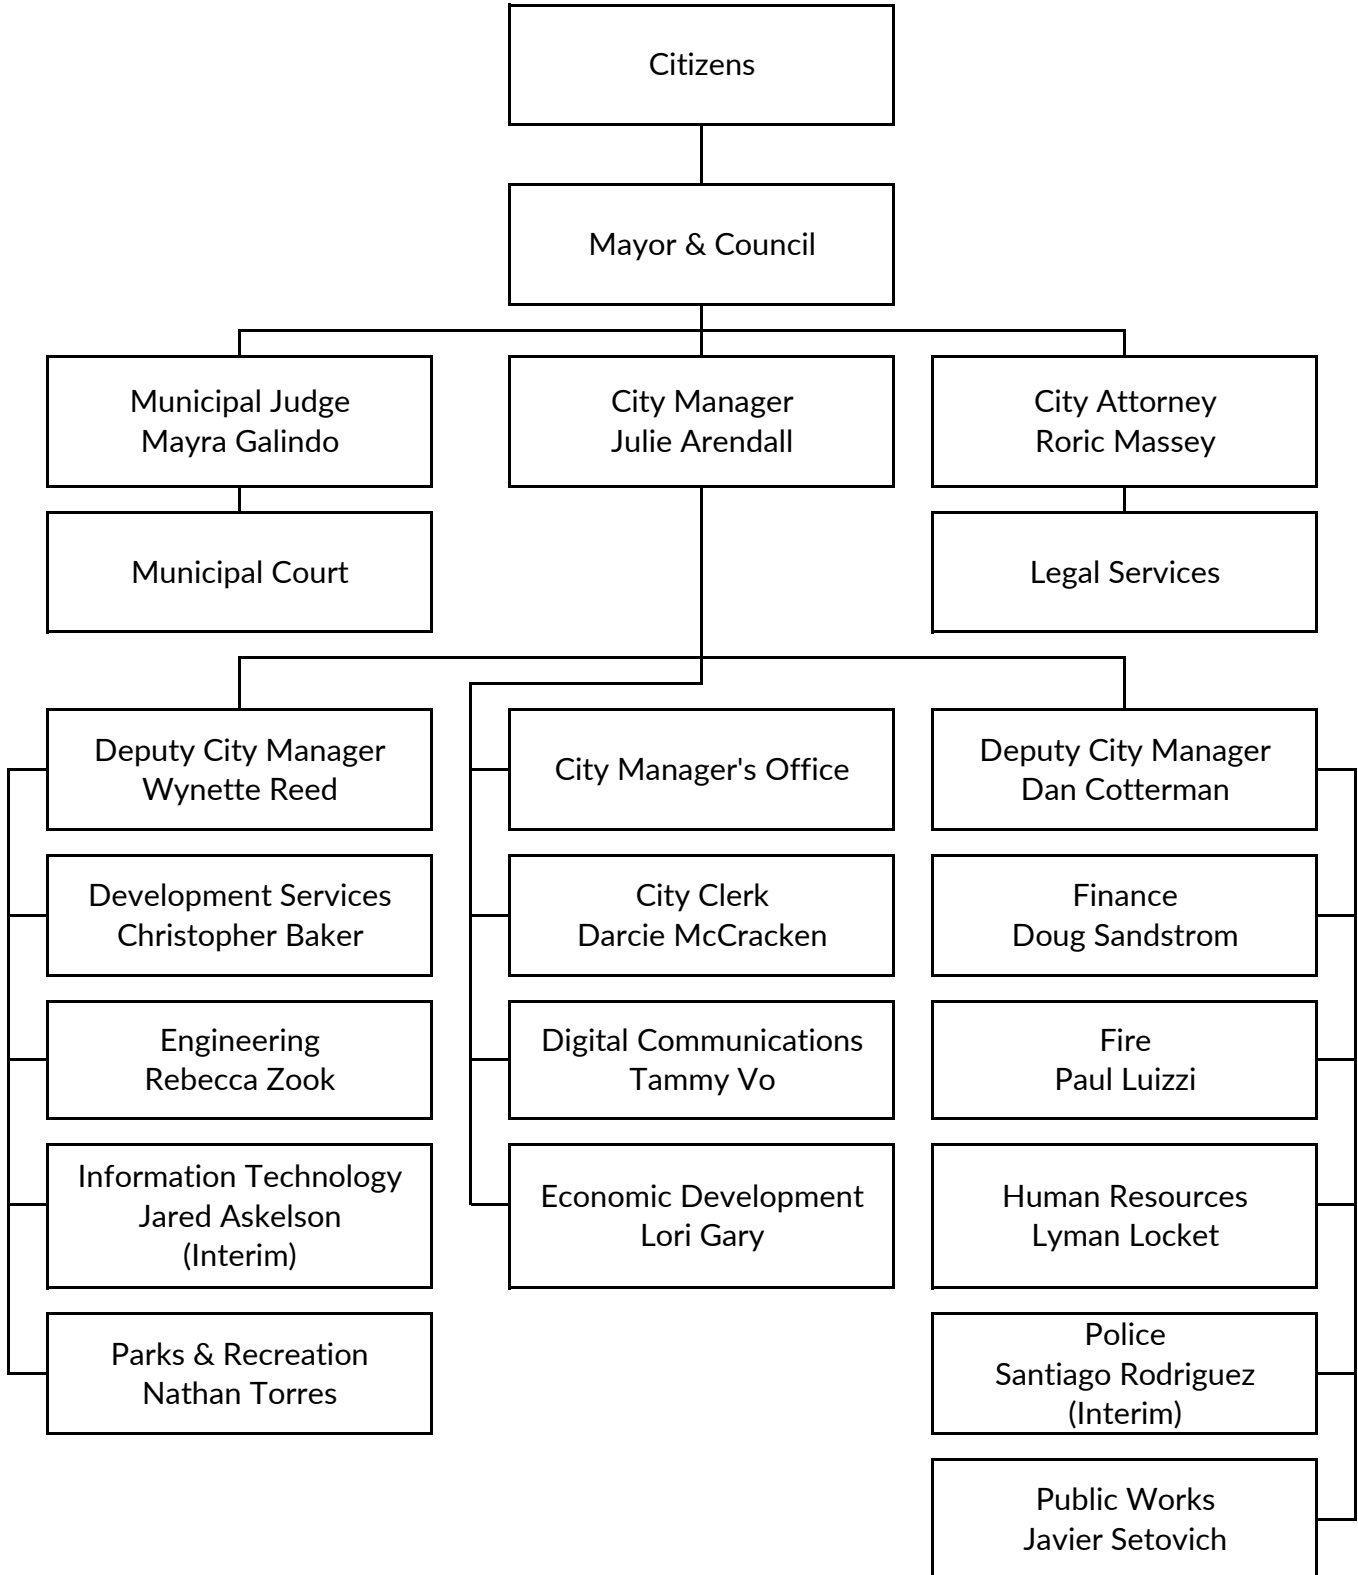 Citizens
Mayor & Council
Municipal Judge
Mayra Galindo
City Manager
Julie Arendall
City Attorney
Roric Massey
Municipal Court
Legal Services
Deputy City Manager
Wynette Reed
City Manager's Office
Deputy City Manager
Dan Cotterman
Development Services
Christopher Baker
City Clerk
Darcie McCracken
Finance
Doug Sandstrom
Engineering
Rebecca Zook
Digital Communications
Tammy Vo
Fire
Paul Luizzi
Information Technology
Jared Askelson
(Interim)
Economic Development
Lori Gary
Human Resources
Lyman Locket
Parks & Recreation
Nathan Torres
Police
Santiago Rodriguez
(Interim)
Public Works
Javier Setovich